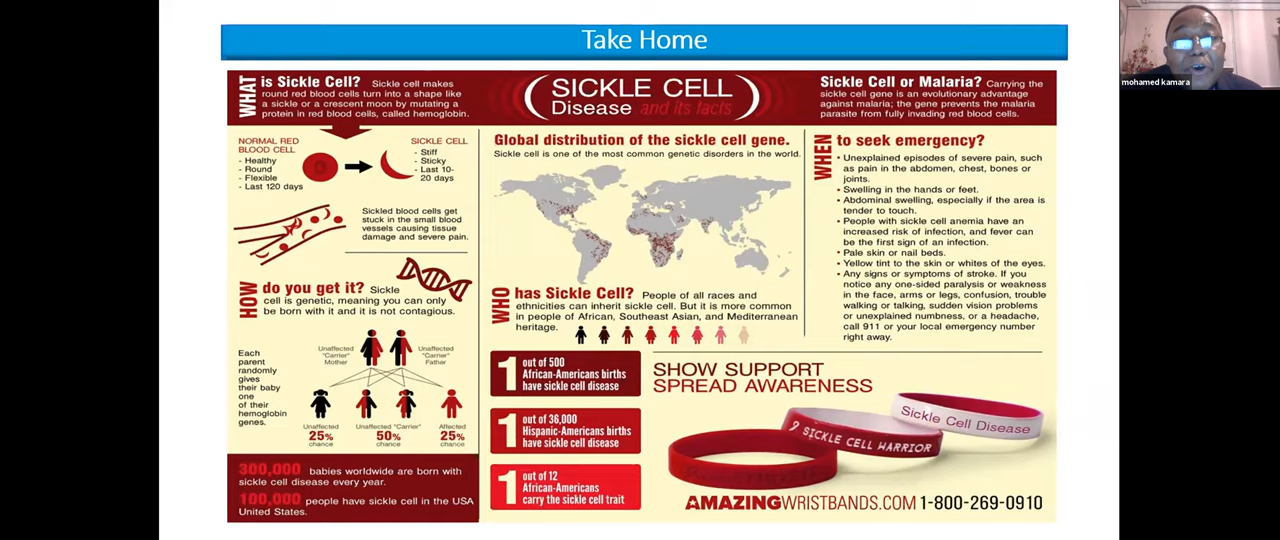 Take Home
mohamed kamara
WHAT is Sickle Cell? Sickle cell makes
round red blood cells turn into a shape like
a sickle or a crescent moon by mutating a
protein in red blood cells, called hemoglobin.
SICKLE CELL
Disease and its facts
Sickle Cell or Malaria? Carrying the
sickle cell gene is an evolutionary advantage
against malaria; the gene prevents the malaria
parasite from fully invading red blood cells.
NORMAL RED
BLOOD CELL
- Healthy
- Round
- Flexible
- Last 120 days
SICKLE CELL
- Stiff
- Sticky
- Last 10-
20 days
Sickled blood cells get
stuck in the small blood
vessels causing tissue
damage and severe pain.
HOW do you get it? Sickle
cell is genetic, meaning you can only
be born with it and it is not contagious.
Each
parent
randomly
gives
their baby
one
of their
hemoglobin
genes.
Unaffected
"Carrier"
Mother
Unaffected
"Carrier"
Father
Unaffected
25%
chance
Unaffected "Carrier"
50%
chance
Affected
25%
chance
300,000 babies worldwide are born with
sickle cell disease every year.
100,000 people have sickle cell in the USA
United States.
Global distribution of the sickle cell gene.
Sickle cell is one of the most common genetic disorders in the world.
WHO has Sickle Cell? People of all races and
ethnicities can inherit sickle cell. But it is more common
in people of African, Southeast Asian, and Mediterranean
heritage.
1 out of 500
African-Americans births
have sickle cell disease
1 out of 36,000
Hispanic-Americans births
have sickle cell disease
1 out of 12
African-Americans
carry the sickle cell trait
WHEN to seek emergency?
• Unexplained episodes of severe pain, such
as pain in the abdomen, chest, bones or
joints.
• Swelling in the hands or feet.
• Abdominal swelling, especially if the area is
tender to touch.
• People with sickle cell anemia have an
increased risk of infection, and fever can
be the first sign of an infection.
• Pale skin or nail beds.
• Yellow tint to the skin or whites of the eyes.
• Any signs or symptoms of stroke. If you
notice any one-sided paralysis or weakness
in the face, arms or legs, confusion, trouble
walking or talking, sudden vision problems
or unexplained numbness, or a headache,
call 911 or your local emergency number
right away.
SHOW SUPPORT
SPREAD AWARENESS
SICKLE CELL WARRIOR
Sickle Cell Disease
AMAZINGWRISTBANDS.COM 1-800-269-0910